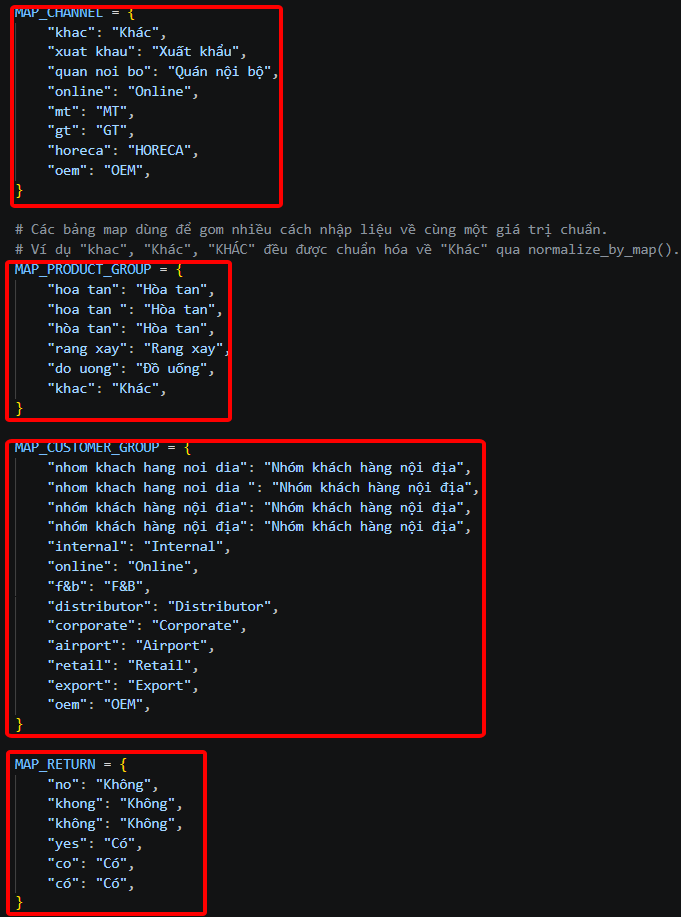 MAP_CHANNEL = {
"khac": "Khác",
"xuat khau": "Xuất khẩu",
"quan noi bo": "Quán nội bộ",
"online": "Online",
"mt": "MT",
"gt": "GT",
"horeca": "HORECA",
"oem": "OEM",
}
# Các bảng map dùng để gom nhiều cách nhập liệu về cùng một giá trị chuẩn.
# Ví dụ "khac", "Khác", "KHÁC" đều được chuẩn hóa về "Khác" qua normalize_by_map().
MAP_PRODUCT_GROUP = {
"hoa tan": "Hòa tan",
"hoa tan ": "Hòa tan",
"hòa tan": "Hòa tan",
"rang xay": "Rang xay",
"do uong": "Đồ uống",
"khac": "Khác",
}
MAP_CUSTOMER_GROUP = {
"nhom khach hang noi dia": "Nhóm khách hàng nội địa",
"nhom khach hang noi dia ": "Nhóm khách hàng nội địa",
"nhóm khách hàng nội đia": "Nhóm khách hàng nội địa",
"nhóm khách hàng nội địa": "Nhóm khách hàng nội địa",
"internal": "Internal",
"online": "Online",
"f&b": "F&B",
"distributor": "Distributor",
"corporate": "Corporate",
"airport": "Airport",
"retail": "Retail",
"export": "Export",
"oem": "OEM",
}
MAP_RETURN = {
"no": "Không",
"khong": "Không",
"không": "Không",
"yes": "Có",
"co": "Có",
"có": "Có",
}